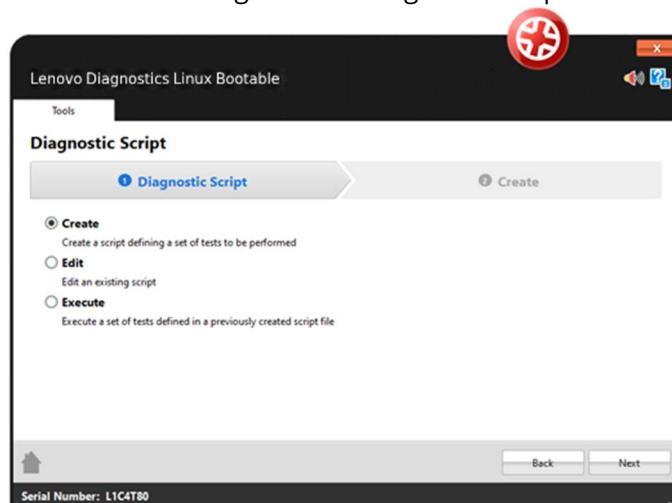 X
Lenovo Diagnostics Linux Bootable
Tools
Diagnostic Script
1 Diagnostic Script
2 Create
Create
Create a script defining a set of tests to be performed
Edit
Edit an existing script
Execute
Execute a set of tests defined in a previously created script file
Back Next
Serial Number: L1C4T80